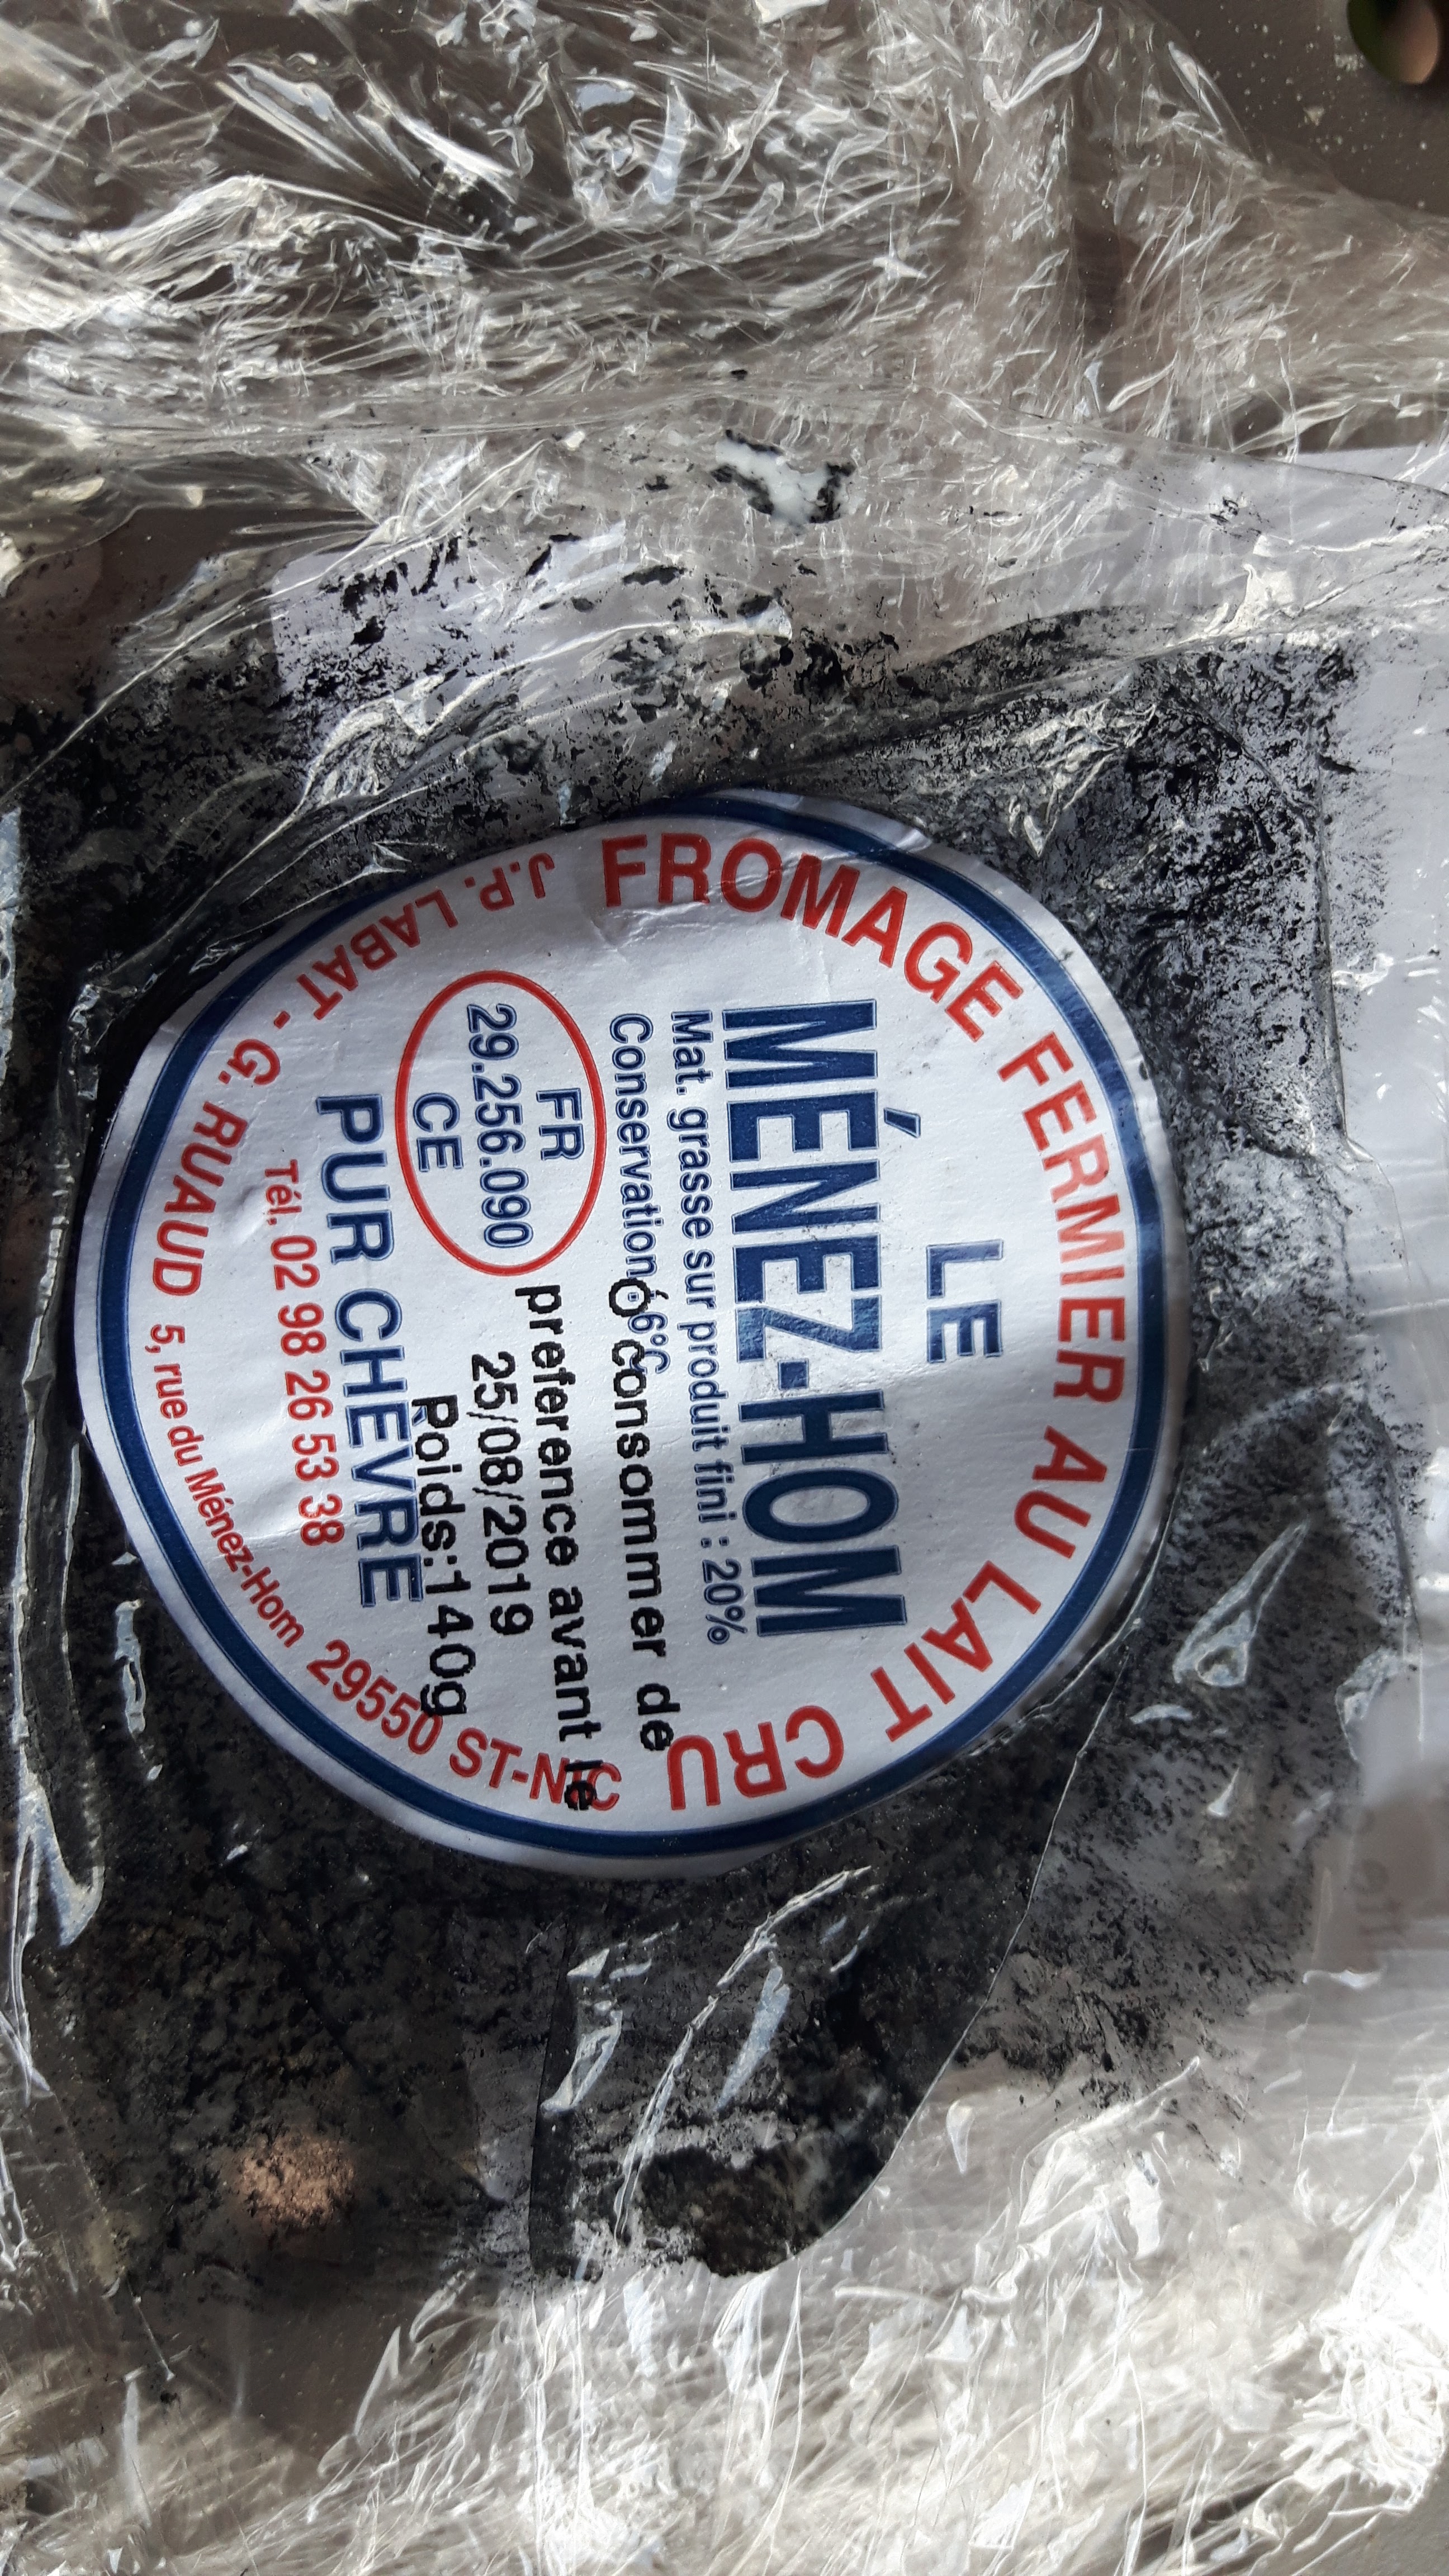 FROMAGE FERMIER AU LAIT CRU
LE
MÉNEZ-HOM
Mat. grasse sur produit fini : 20%
Conservation : 6°C
Ó consommer de
preference avant le
25/08/2019
Poids:140g
FR
29.256.090
CE
PUR CHEVRE
Tél. 02 98 26 53 38
J.P. LABAT - G. RUAUD 5, rue du Ménez-Hom 29550 ST-NIC